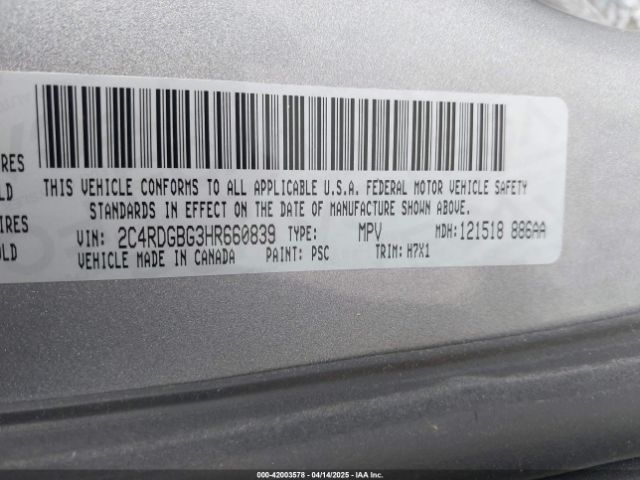 IRES
LD
IRES
LD
THIS VEHICLE CONFORMS TO ALL APPLICABLE U.S.A. FEDERAL MOTOR VEHICLE SAFETY
STANDARDS IN EFFECT ON THE DATE OF MANUFACTURE SHOWN ABOVE.
VIN: 2C4RDGBG3HR660839 TYPE: MPV MDH: 121518 886AA
VEHICLE MADE IN CANADA PAINT: PSC TRIM: H7X1
000-42003578 - 04/14/2025 - IAA Inc.